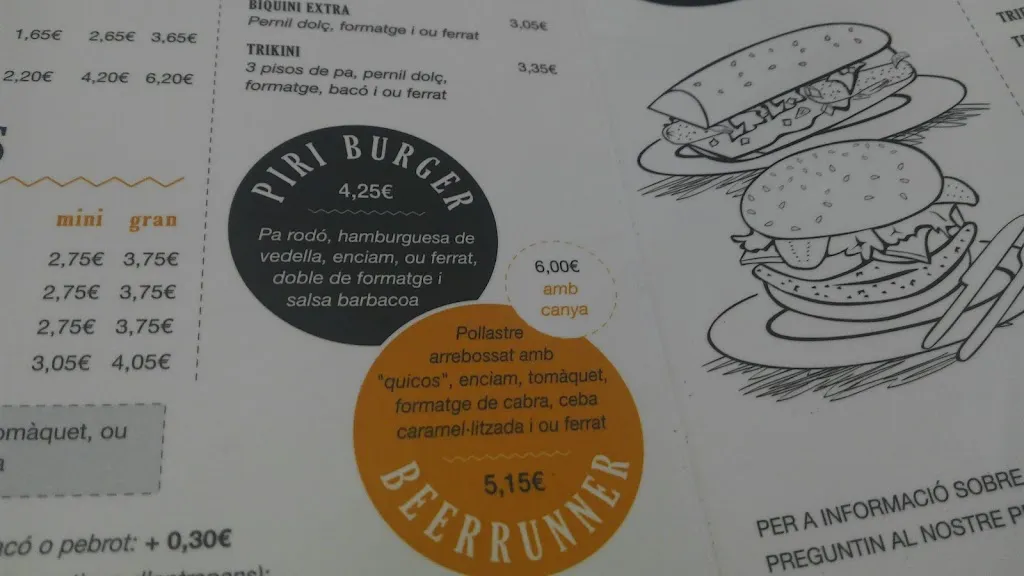 1,65€ 2,65€ 3,65€
2,20€ 4,20€ 6,20€
BIQUINI EXTRA
Pernil dolç, formatge i ou ferrat 3,05€
TRIKINI
3 pisos de pa, pernil dolç, 3,35€
formatge, bacó i ou ferrat
S
mini gran
2,75€ 3,75€
2,75€ 3,75€
2,75€ 3,75€
3,05€ 4,05€
PIRI BURGER
4,25€
Pa rodó, hamburguesa de
vedella, enciam, ou ferrat,
doble de formatge i
salsa barbacoa
6,00€
amb
canya
Pollastre
arrebossat amb
"quicos", enciam, tomàquet,
formatge de cabra, ceba
caramel·litzada i ou ferrat
5,15€
BEERRUNNER
omàquet, ou
a
acó o pebrot: + 0,30€
PER A INFORMACIÓ SOBRE
PREGUNTIN AL NOSTRE